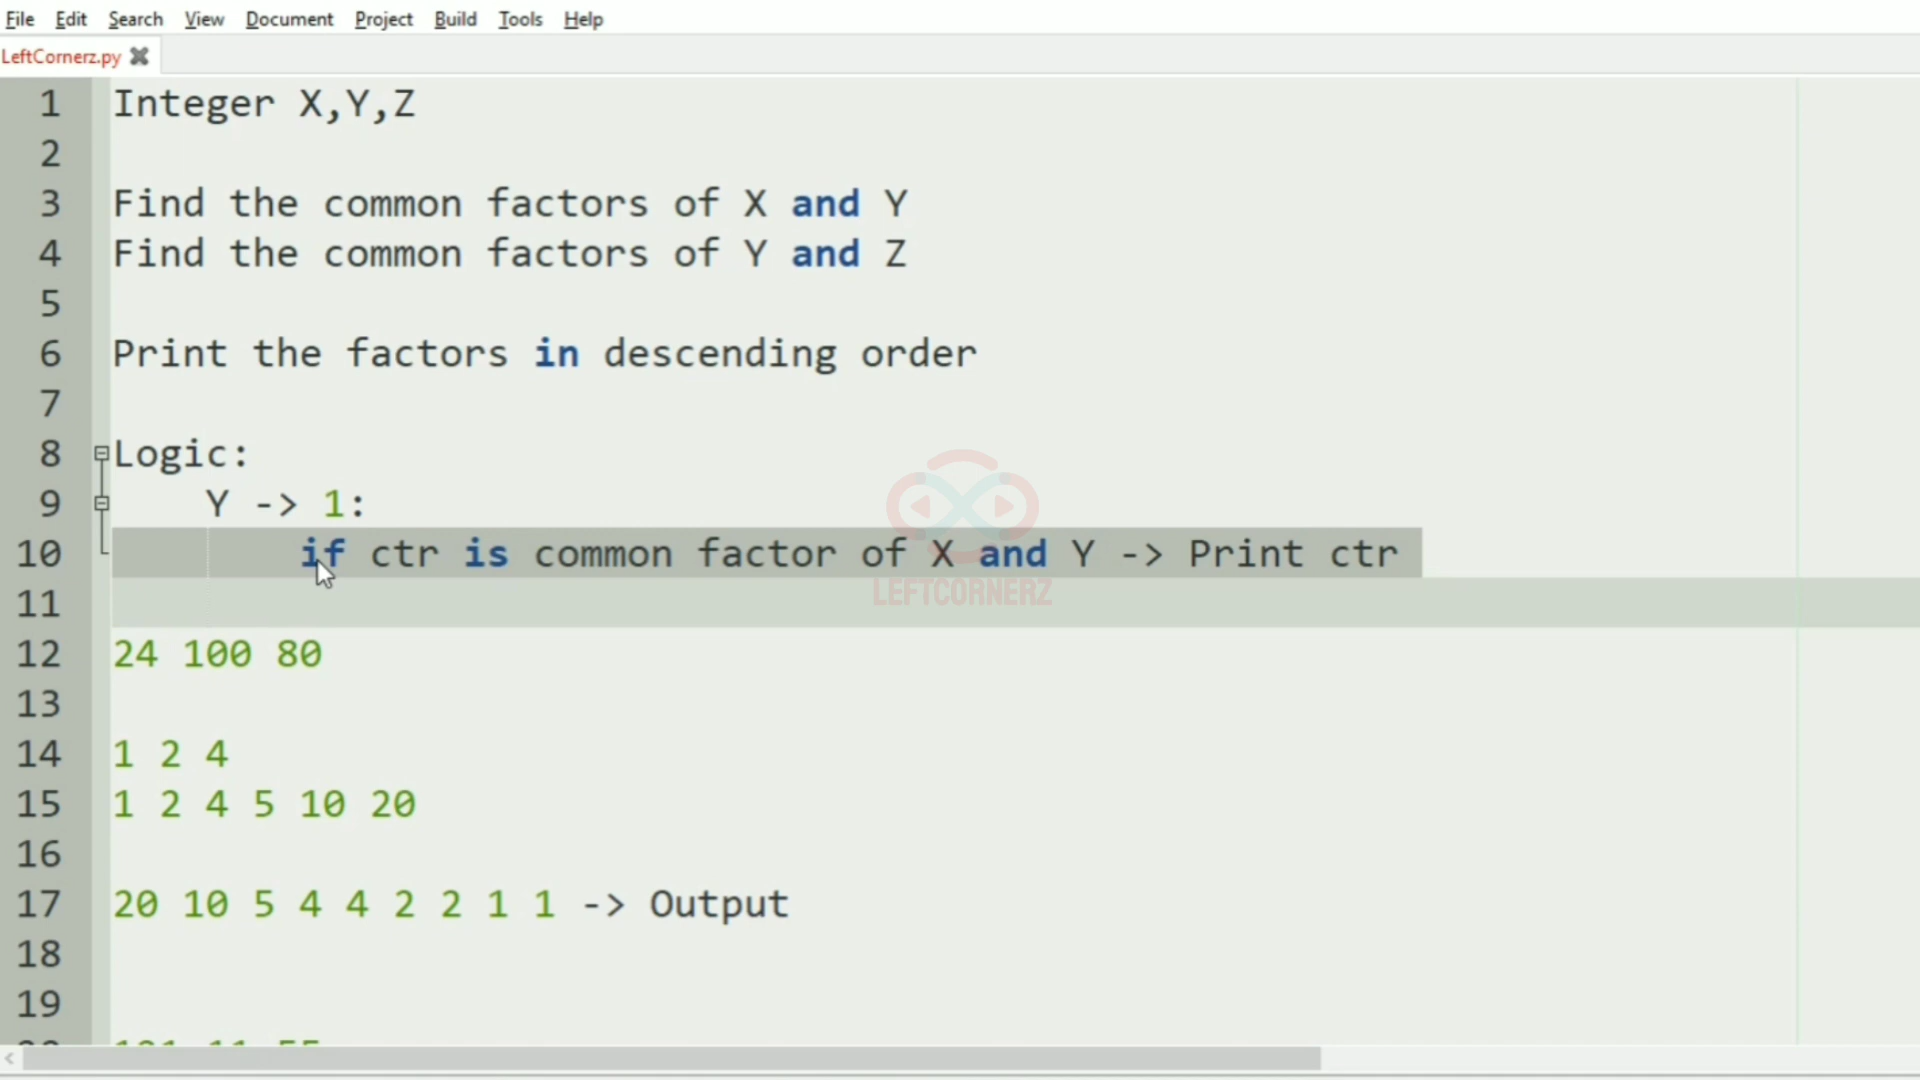 File Edit Search View Document Project Build Tools Help
LeftCornerz.py
1 Integer X,Y,Z
2
3 Find the common factors of X and Y
4 Find the common factors of Y and Z
5
6 Print the factors in descending order
7
8 Logic:
9 Y -> 1:
10 if ctr is common factor of X and Y -> Print ctr
LEFTCORNERZ
11
12 24 100 80
13
14 1 2 4
15 1 2 4 5 10 20
16
17 20 10 5 4 4 2 2 1 1 -> Output
18
19